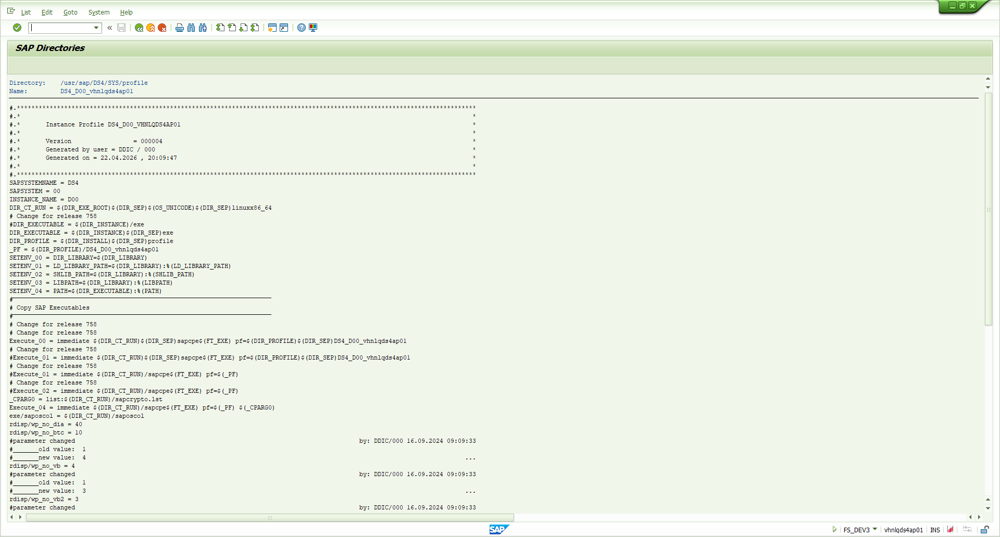 List Edit Goto System Help
SAP Directories
Directory: /usr/sap/DS4/SYS/profile
Name: DS4_D00_vhnlqds4ap01
#.*****************************************************************************************************************************
#.* *
#.* Instance Profile DS4_D00_VHNLQDS4AP01 *
#.* *
#.* Version = 000004 *
#.* Generated by user = DDIC / 000 *
#.* Generated on = 22.04.2026 , 20:09:47 *
#.* *
#.*****************************************************************************************************************************
SAPSYSTEMNAME = DS4
SAPSYSTEM = 00
INSTANCE_NAME = D00
DIR_CT_RUN = $(DIR_EXE_ROOT)$(DIR_SEP)$(OS_UNICODE)$(DIR_SEP)linuxx86_64
# Change for release 758
#DIR_EXECUTABLE = $(DIR_INSTANCE)/exe
DIR_EXECUTABLE = $(DIR_INSTANCE)$(DIR_SEP)exe
DIR_PROFILE = $(DIR_INSTALL)$(DIR_SEP)profile
_PF = $(DIR_PROFILE)/DS4_D00_vhnlqds4ap01
SETENV_00 = DIR_LIBRARY=$(DIR_LIBRARY)
SETENV_01 = LD_LIBRARY_PATH=$(DIR_LIBRARY):%(LD_LIBRARY_PATH)
SETENV_02 = SHLIB_PATH=$(DIR_LIBRARY):%(SHLIB_PATH)
SETENV_03 = LIBPATH=$(DIR_LIBRARY):%(LIBPATH)
SETENV_04 = PATH=$(DIR_EXECUTABLE):%(PATH)
#
# Copy SAP Executables
#
# Change for release 758
# Change for release 758
Execute_00 = immediate $(DIR_CT_RUN)$(DIR_SEP)sapcpe$(FT_EXE) pf=$(DIR_PROFILE)$(DIR_SEP)DS4_D00_vhnlqds4ap01
# Change for release 758
#Execute_01 = immediate $(DIR_CT_RUN)$(DIR_SEP)sapcpe$(FT_EXE) pf=$(DIR_PROFILE)$(DIR_SEP)DS4_D00_vhnlqds4ap01
# Change for release 758
#Execute_01 = immediate $(DIR_CT_RUN)/sapcpe$(FT_EXE) pf=$(_PF)
# Change for release 758
#Execute_02 = immediate $(DIR_CT_RUN)/sapcpe$(FT_EXE) pf=$(_PF)
_CPARG0 = list:$(DIR_CT_RUN)/sapcrypto.lst
Execute_04 = immediate $(DIR_CT_RUN)/sapcpe$(FT_EXE) pf=$(_PF) $(_CPARG0)
exe/saposcol = $(DIR_CT_RUN)/saposcol
rdisp/wp_no_dia = 40
rdisp/wp_no_btc = 10
#parameter changed by: DDIC/000 16.09.2024 09:09:33
#_______old value: 1
#_______new value: 4 ...
rdisp/wp_no_vb = 4
#parameter changed by: DDIC/000 16.09.2024 09:09:33
#_______old value: 1
#_______new value: 3 ...
rdisp/wp_no_vb2 = 3
#parameter changed by: DDIC/000 16.09.2024 09:09:33
SAP
FS_DEV3 vhnlqds4ap01 INS